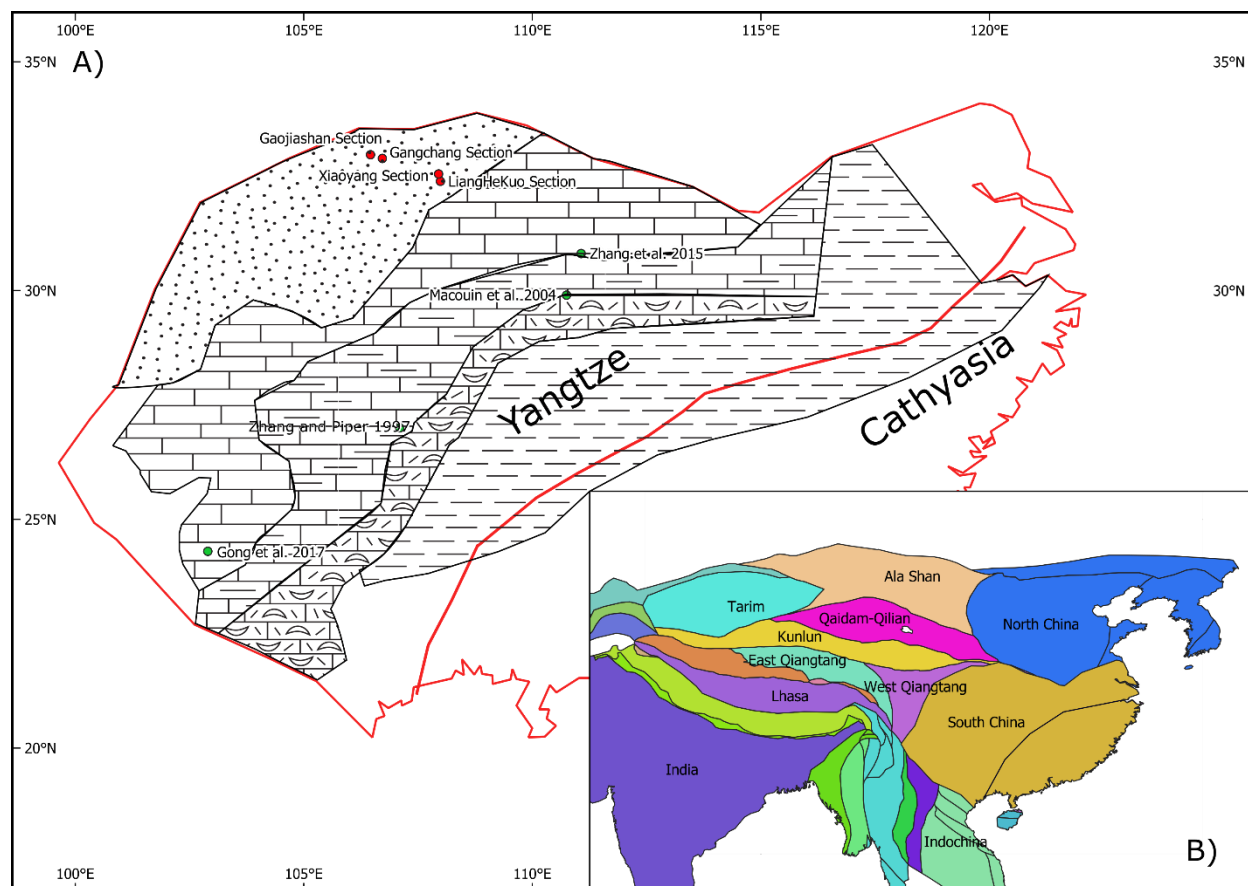 100°E
105°E
110°E
115°E
120°E
35°N
35°N
A)
Gaojiashan Section
Gangchang Section
Xiaoyang Section
LiangHeKuo Section
Zhang et al. 2015
30°N
30°N
Macouin et al. 2004
Yangtze
Cathyasia
Zhang and Piper 1997
25°N
Gong et al. 2017
20°N
Ala Shan
Tarim
Qaidam-Qilian
North China
Kunlun
East Qiangtang
West Qiangtang
Lhasa
South China
India
Indochina
B)
100°E
105°E
110°E